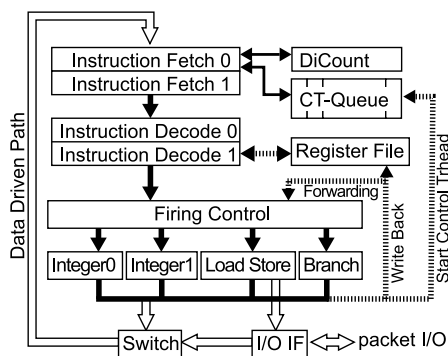 Instruction Fetch 0
Instruction Fetch 1
DiCount
CT-Queue
Instruction Decode 0
Instruction Decode 1
Register File
Forwarding
Firing Control
Integer0
Integer1
Load Store
Branch
Switch
I/O IF
packet I/O
Data Driven Path
Write Back
Start Control Trhead